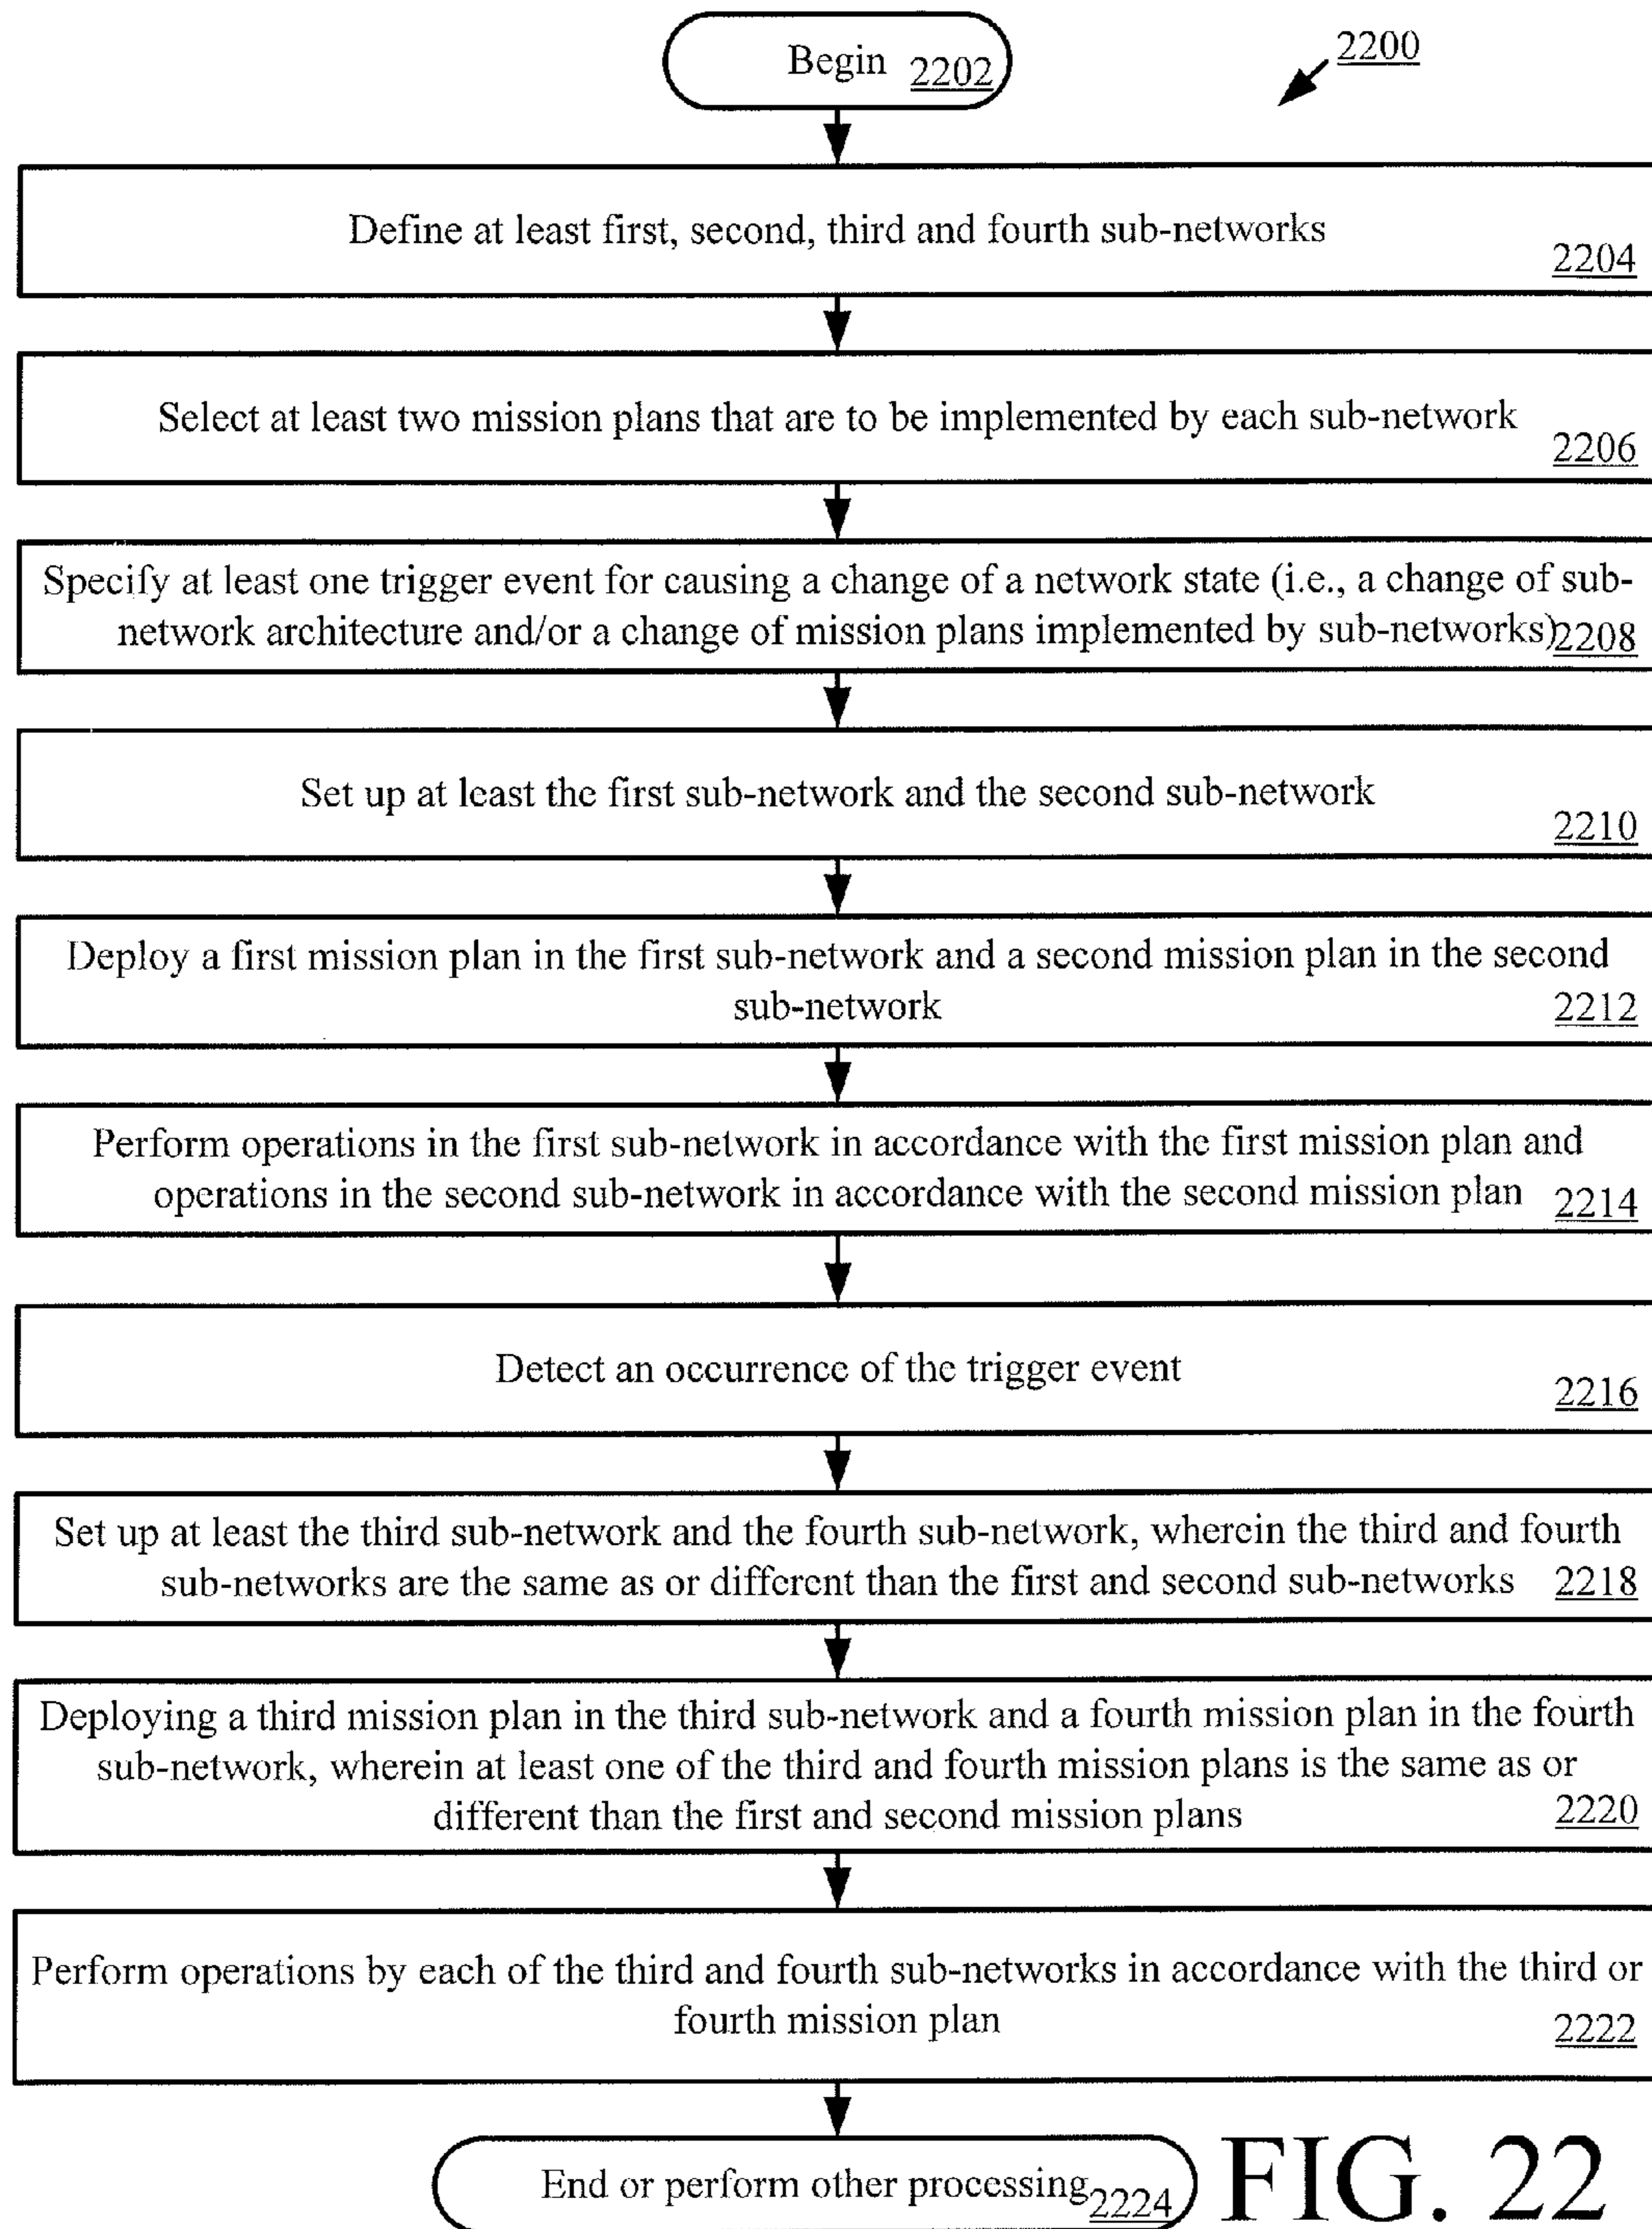 Begin 2202
2200
Define at least first, second, third and fourth sub-networks
2204
Select at least two mission plans that are to be implemented by each sub-network
2206
Specify at least one trigger event for causing a change of a network state (i.e., a change of sub-
network architecture and/or a change of mission plans implemented by sub-networks) 2208
Set up at least the first sub-network and the second sub-network
2210
Deploy a first mission plan in the first sub-network and a second mission plan in the second
sub-network 2212
Perform operations in the first sub-network in accordance with the first mission plan and
operations in the second sub-network in accordance with the second mission plan 2214
Detect an occurrence of the trigger event
2216
Set up at least the third sub-network and the fourth sub-network, wherein the third and fourth
sub-networks are the same as or different than the first and second sub-networks 2218
Deploying a third mission plan in the third sub-network and a fourth mission plan in the fourth
sub-network, wherein at least one of the third and fourth mission plans is the same as or
different than the first and second mission plans 2220
Perform operations by each of the third and fourth sub-networks in accordance with the third or
fourth mission plan 2222
End or perform other processing 2224
FIG. 22